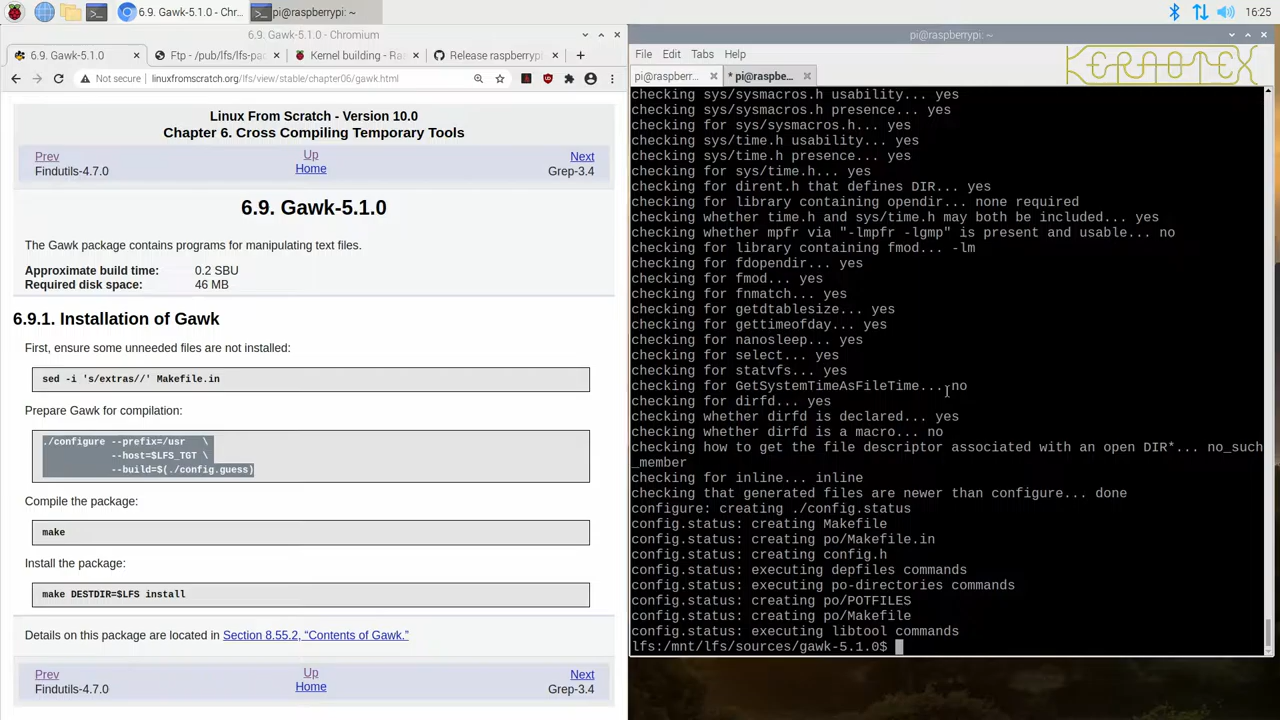 6.9. Gawk-5.1.0 - Chr...
pi@raspberrypi: ~
16:25
6.9. Gawk-5.1.0 - Chromium
6.9. Gawk-5.1.0
Ftp - /pub/lfs/lfs-pa
Kernel building - Ras
Release raspberrypi
Not secure
linuxfromscratch.org/lfs/view/stable/chapter06/gawk.html
Linux From Scratch - Version 10.0
Chapter 6. Cross Compiling Temporary Tools
Prev
Up
Next
Findutils-4.7.0
Home
Grep-3.4
6.9. Gawk-5.1.0
The Gawk package contains programs for manipulating text files.
Approximate build time: 0.2 SBU
Required disk space: 46 MB
6.9.1. Installation of Gawk
First, ensure some unneeded files are not installed:
sed -i 's/extras//' Makefile.in
Prepare Gawk for compilation:
./configure --prefix=/usr \
--host=$LFS_TGT \
--build=$(./config.guess)
Compile the package:
make
Install the package:
make DESTDIR=$LFS install
Details on this package are located in Section 8.55.2, “Contents of Gawk.”
Prev
Up
Next
Findutils-4.7.0
Home
Grep-3.4
pi@raspberrypi: ~
File Edit Tabs Help
KERAOTEX
pi@raspberr...
* pi@raspbe...
checking sys/sysmacros.h usability... yes
checking sys/sysmacros.h presence... yes
checking for sys/sysmacros.h... yes
checking sys/time.h usability... yes
checking sys/time.h presence... yes
checking for sys/time.h... yes
checking for dirent.h that defines DIR... yes
checking for library containing opendir... none required
checking whether time.h and sys/time.h may both be included... yes
checking whether mpfr via "-lmpfr -lgmp" is present and usable... no
checking for library containing fmod... -lm
checking for fdopendir... yes
checking for fmod... yes
checking for fnmatch... yes
checking for getdtablesize... yes
checking for gettimeofday... yes
checking for nanosleep... yes
checking for select... yes
checking for statvfs... yes
checking for GetSystemTimeAsFileTime... no
checking for dirfd... yes
checking whether dirfd is declared... yes
checking whether dirfd is a macro... no
checking how to get the file descriptor associated with an open DIR*... no_such
_member
checking for inline... inline
checking that generated files are newer than configure... done
configure: creating ./config.status
config.status: creating Makefile
config.status: creating po/Makefile.in
config.status: creating config.h
config.status: executing depfiles commands
config.status: executing po-directories commands
config.status: creating po/POTFILES
config.status: creating po/Makefile
config.status: executing libtool commands
lfs:/mnt/lfs/sources/gawk-5.1.0$